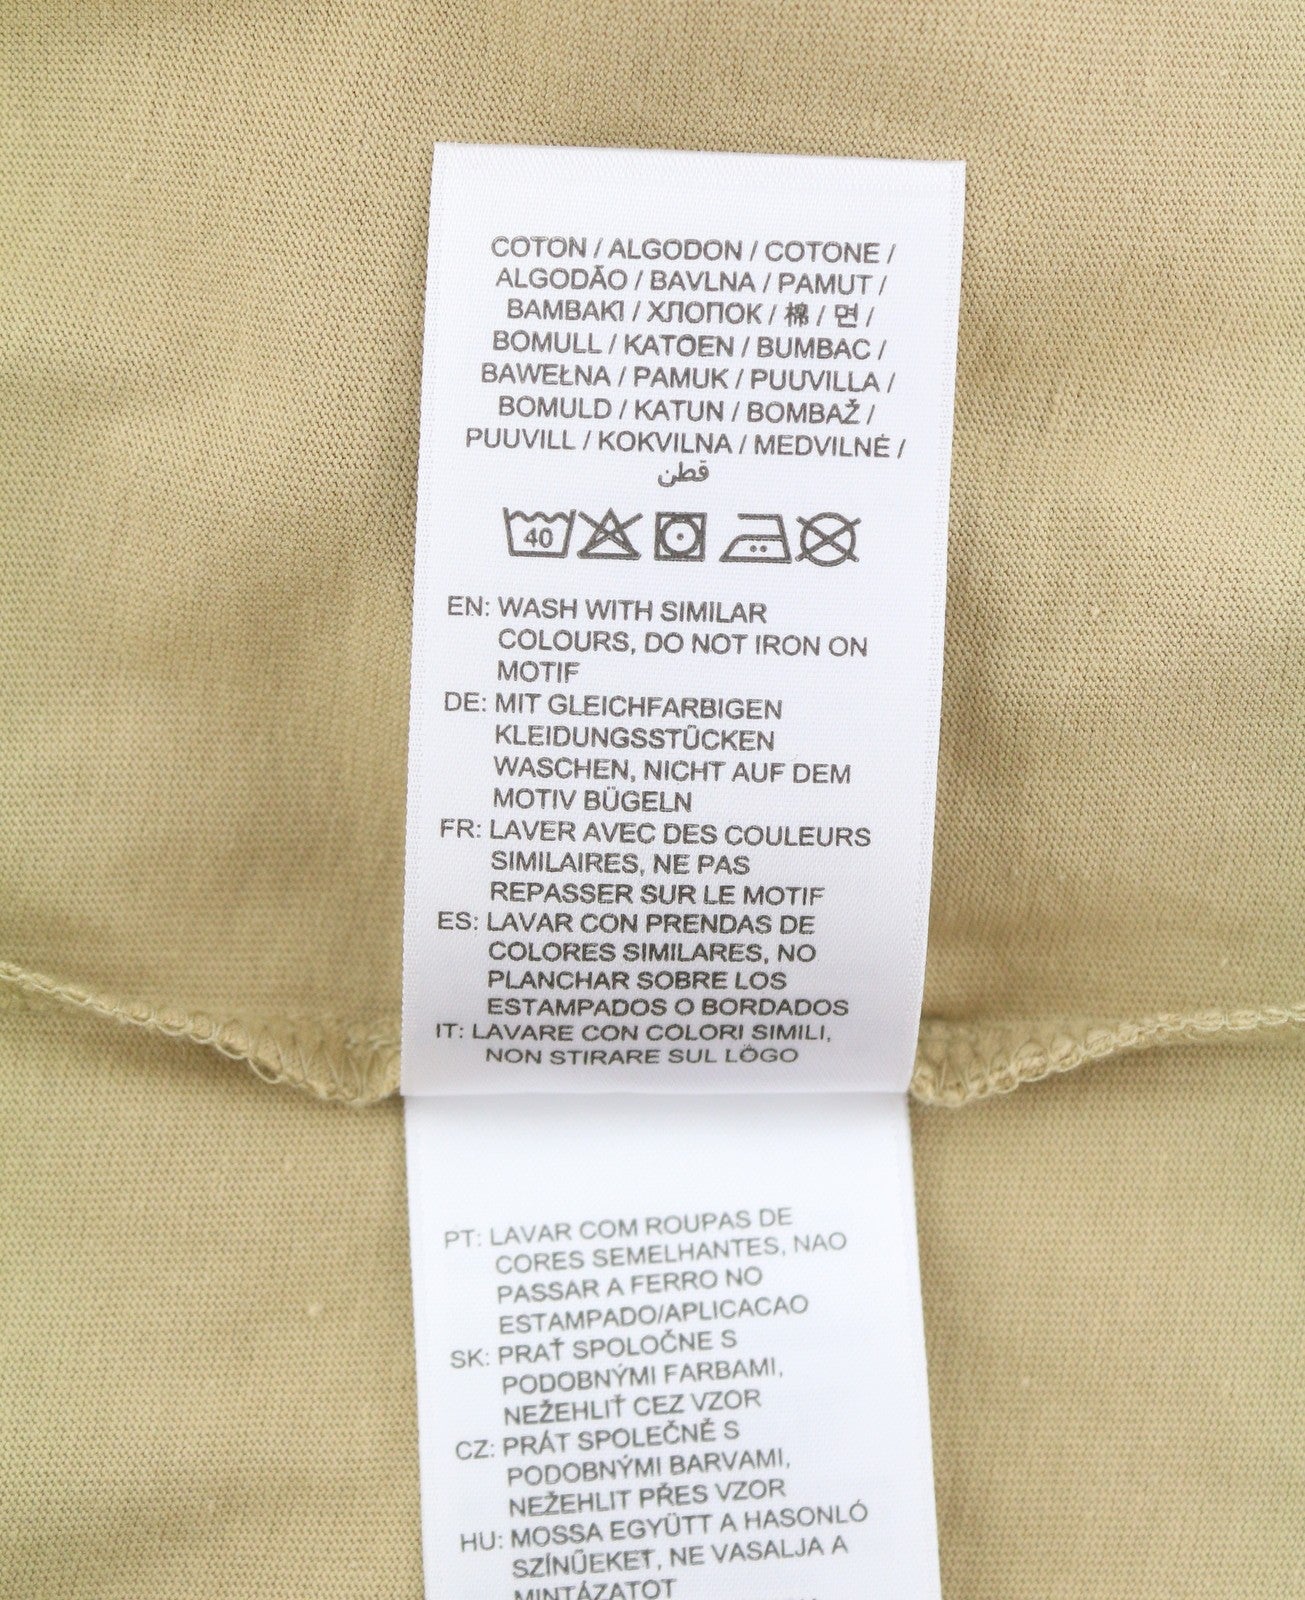 COTON / ALGODON / COTONE /
ALGODÃO / BAVLNA / PAMUT /
BAMBAKI / ХЛОПОК / 棉 / 면 /
BOMULL / KATOEN / BUMBAC /
BAWEŁNA / PAMUK / PUUVILLA /
BOMULD / KATUN / BOMBAŽ /
PUUVILL / KOKVILNA / MEDVILNÉ /
قطن
40
EN: WASH WITH SIMILAR
COLOURS, DO NOT IRON ON
MOTIF
DE: MIT GLEICHFARBIGEN
KLEIDUNGSSTÜCKEN
WASCHEN, NICHT AUF DEM
MOTIV BÜGELN
FR: LAVER AVEC DES COULEURS
SIMILAIRES, NE PAS
REPASSER SUR LE MOTIF
ES: LAVAR CON PRENDAS DE
COLORES SIMILARES, NO
PLANCHAR SOBRE LOS
ESTAMPADOS O BORDADOS
IT: LAVARE CON COLORI SIMILI,
NON STIRARE SUL LÓGO
PT: LAVAR COM ROUPAS DE
CORES SEMELHANTES, NAO
PASSAR A FERRO NO
ESTAMPADO/APLICACAO
SK: PRAŤ SPOLOČNE S
PODOBNÝMI FARBAMI,
NEŽEHLIŤ CEZ VZOR
CZ: PRÁT SPOLEČNĚ S
PODOBNÝMI BARVAMI,
NEŽEHLIT PŘES VZOR
HU: MOSSA EGYÜTT A HASONLÓ
SZÍNŰEKET, NE VASALJA A
MINTÁZATOT